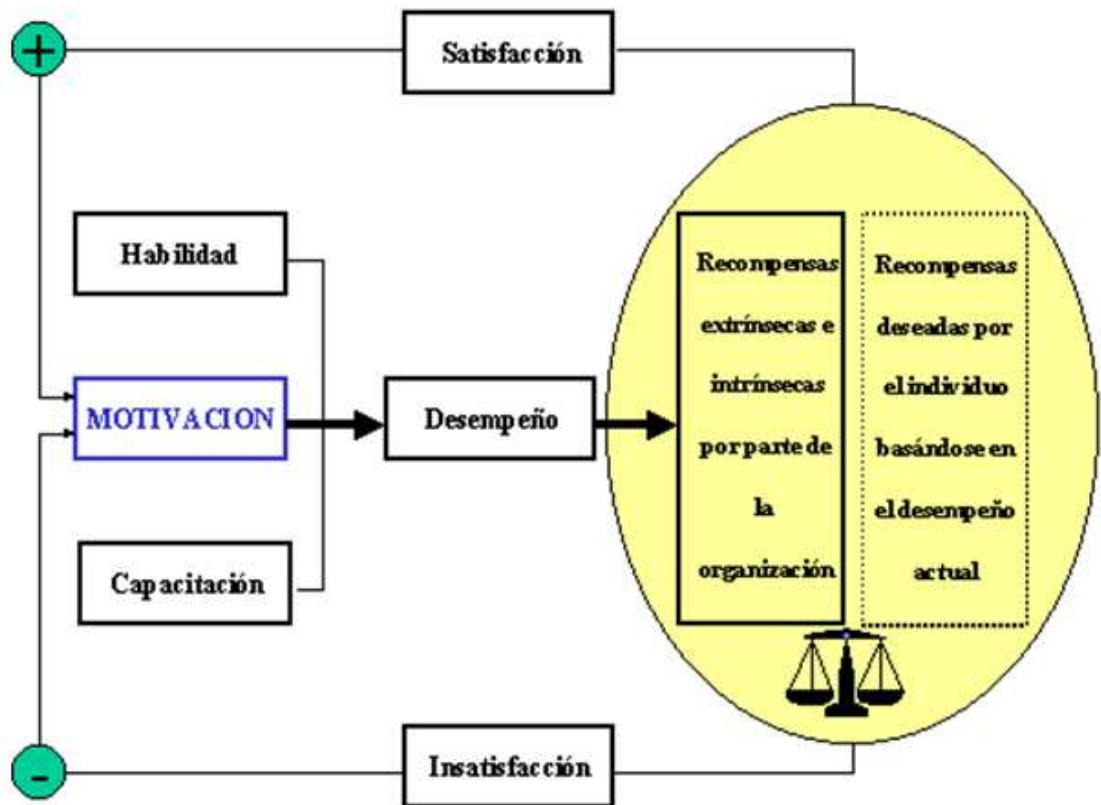 +
Satisfacción
Habilidad
MOTIVACION
Desempeño
Capacitación
Recompensas
extrínsecas e
intrínsecas
por parte de
la
organización
Recompensas
deseadas por
el individuo
basándose en
el desempeño
actual
-
Insatisfacción